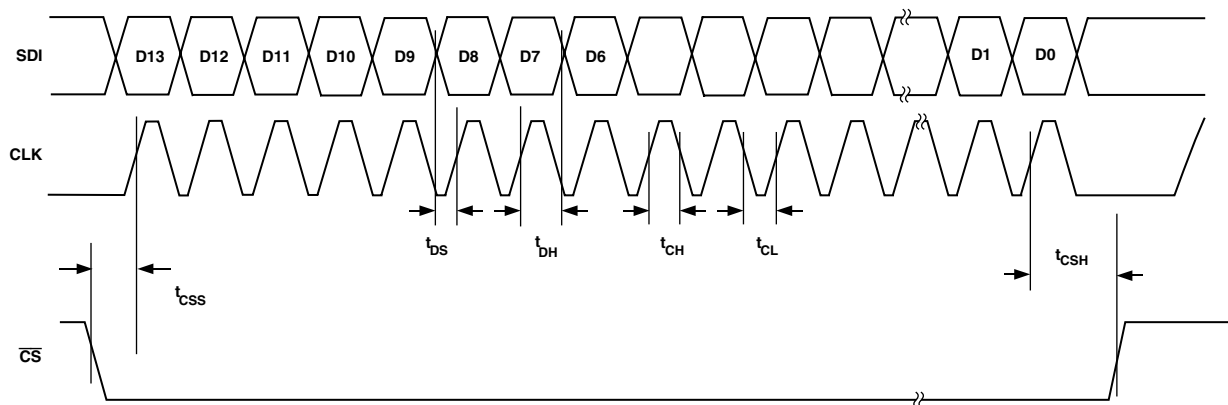 SDI D13 D12 D11 D10 D9 D8 D7 D6 D1 D0
CLK
tDS tDH tCH tCL tCSH
tCSS
CS